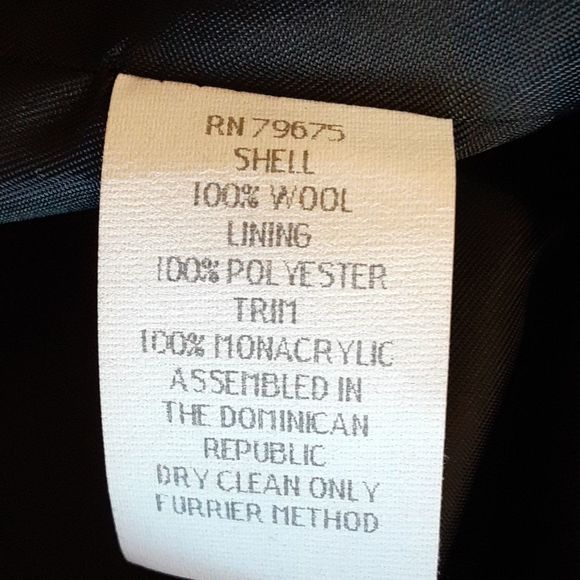 RN 79675
SHELL
100% WOOL
LINING
100% POLYESTER
TRIM
100% MONACRYLIC
ASSEMBLED IN
THE DOMINICAN
REPUBLIC
DRY CLEAN ONLY
FURRIER METHOD